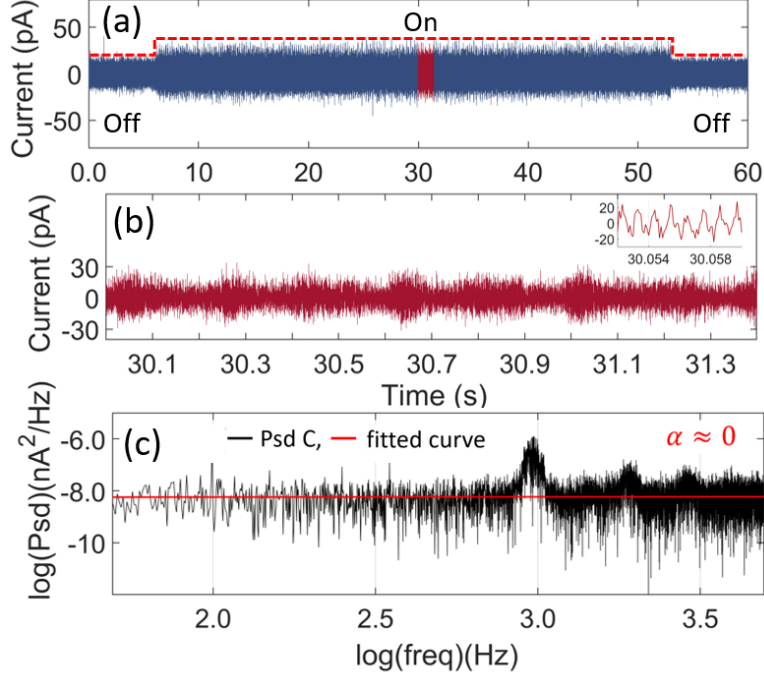 (a)
On
50
0
-50
Current (pA)
Off
Off
0.0
10
20
30
40
50
60
(b)
20
0
-20
30.054
30.058
30
0
-30
Current (pA)
30.1
30.3
30.5
30.7
30.9
31.1
31.3
Time (s)
(c)
Psd C,
fitted curve
α ≈ 0
-6.0
-8.0
-10
log(Psd)(nA²/Hz)
2.0
2.5
3.0
3.5
log(freq)(Hz)